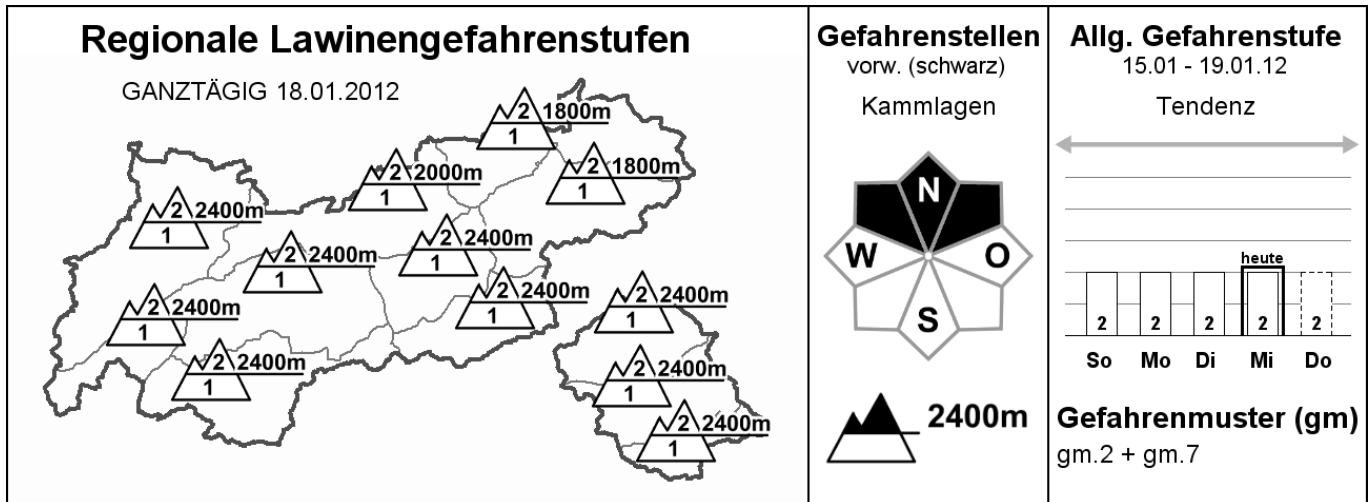 Regionale Lawinengefahrenstufen
GANZTÄGIG 18.01.2012
2 1800m
1
2 1800m
1
2 2000m
1
2 2400m
1
2 2400m
1
2 2400m
1
2 2400m
1
2 2400m
1
2 2400m
1
2 2400m
1
2 2400m
1
2 2400m
1
Gefahrenstellen
vorw. (schwarz)
Kammlagen
N
W
O
S
2400m
Allg. Gefahrenstufe
15.01 - 19.01.12
Tendenz
heute
2 2 2 2 2
So Mo Di Mi Do
Gefahrenmuster (gm)
gm.2 + gm.7